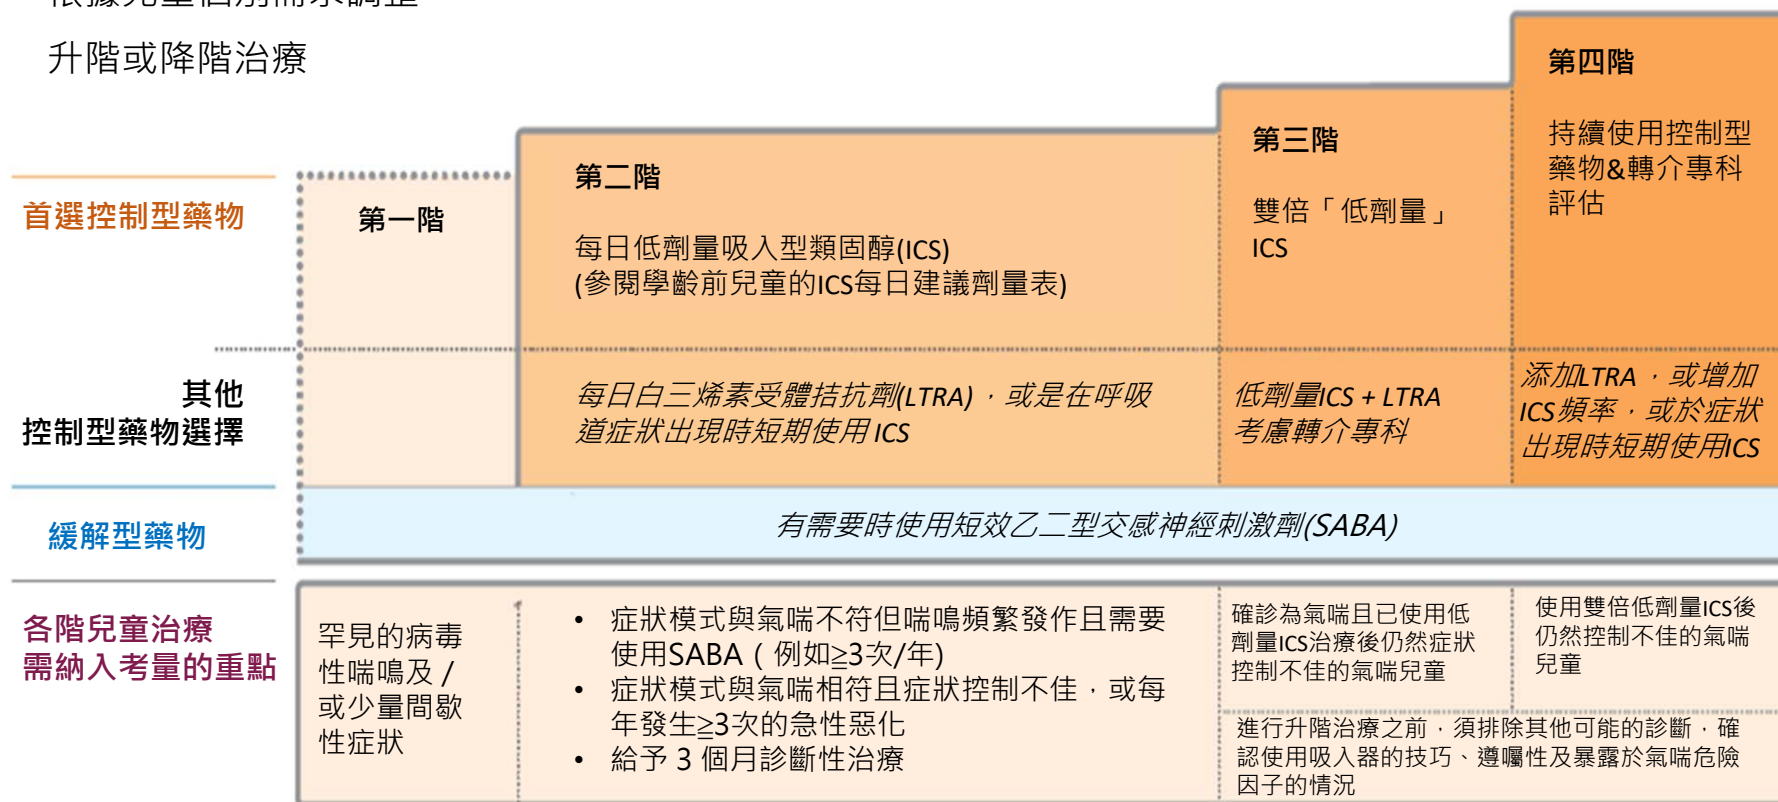 根據兒童個別需求調整
升階或降階治療
首選控制型藥物
第一階
第二階
每日低劑量吸入型類固醇(ICS)
(參閱學齡前兒童的ICS每日建議劑量表)
第三階
雙倍「低劑量」
ICS
第四階
持續使用控制型
藥物&轉介專科
評估
其他
控制型藥物選擇
每日白三烯素受體拮抗劑(LTRA)，或是在呼吸
道症狀出現時短期使用 ICS
低劑量ICS + LTRA
考慮轉介專科
添加LTRA，或增加
ICS頻率，或於症狀
出現時短期使用ICS
緩解型藥物
有需要時使用短效乙二型交感神經刺激劑(SABA)
各階兒童治療
需納入考量的重點
罕見的病毒
性喘鳴及 /
或少量間歇
性症狀
• 症狀模式與氣喘不符但喘鳴頻繁發作且需要
使用SABA ( 例如≧3次/年)
• 症狀模式與氣喘相符且症狀控制不佳，或每
年發生≧3次的急性惡化
• 給予 3 個月診斷性治療
確診為氣喘且已使用低
劑量ICS治療後仍然症狀
控制不佳的氣喘兒童
使用雙倍低劑量ICS後
仍然控制不佳的氣喘
兒童
進行升階治療之前，須排除其他可能的診斷，確
認使用吸入器的技巧、遵囑性及暴露於氣喘危險
因子的情況